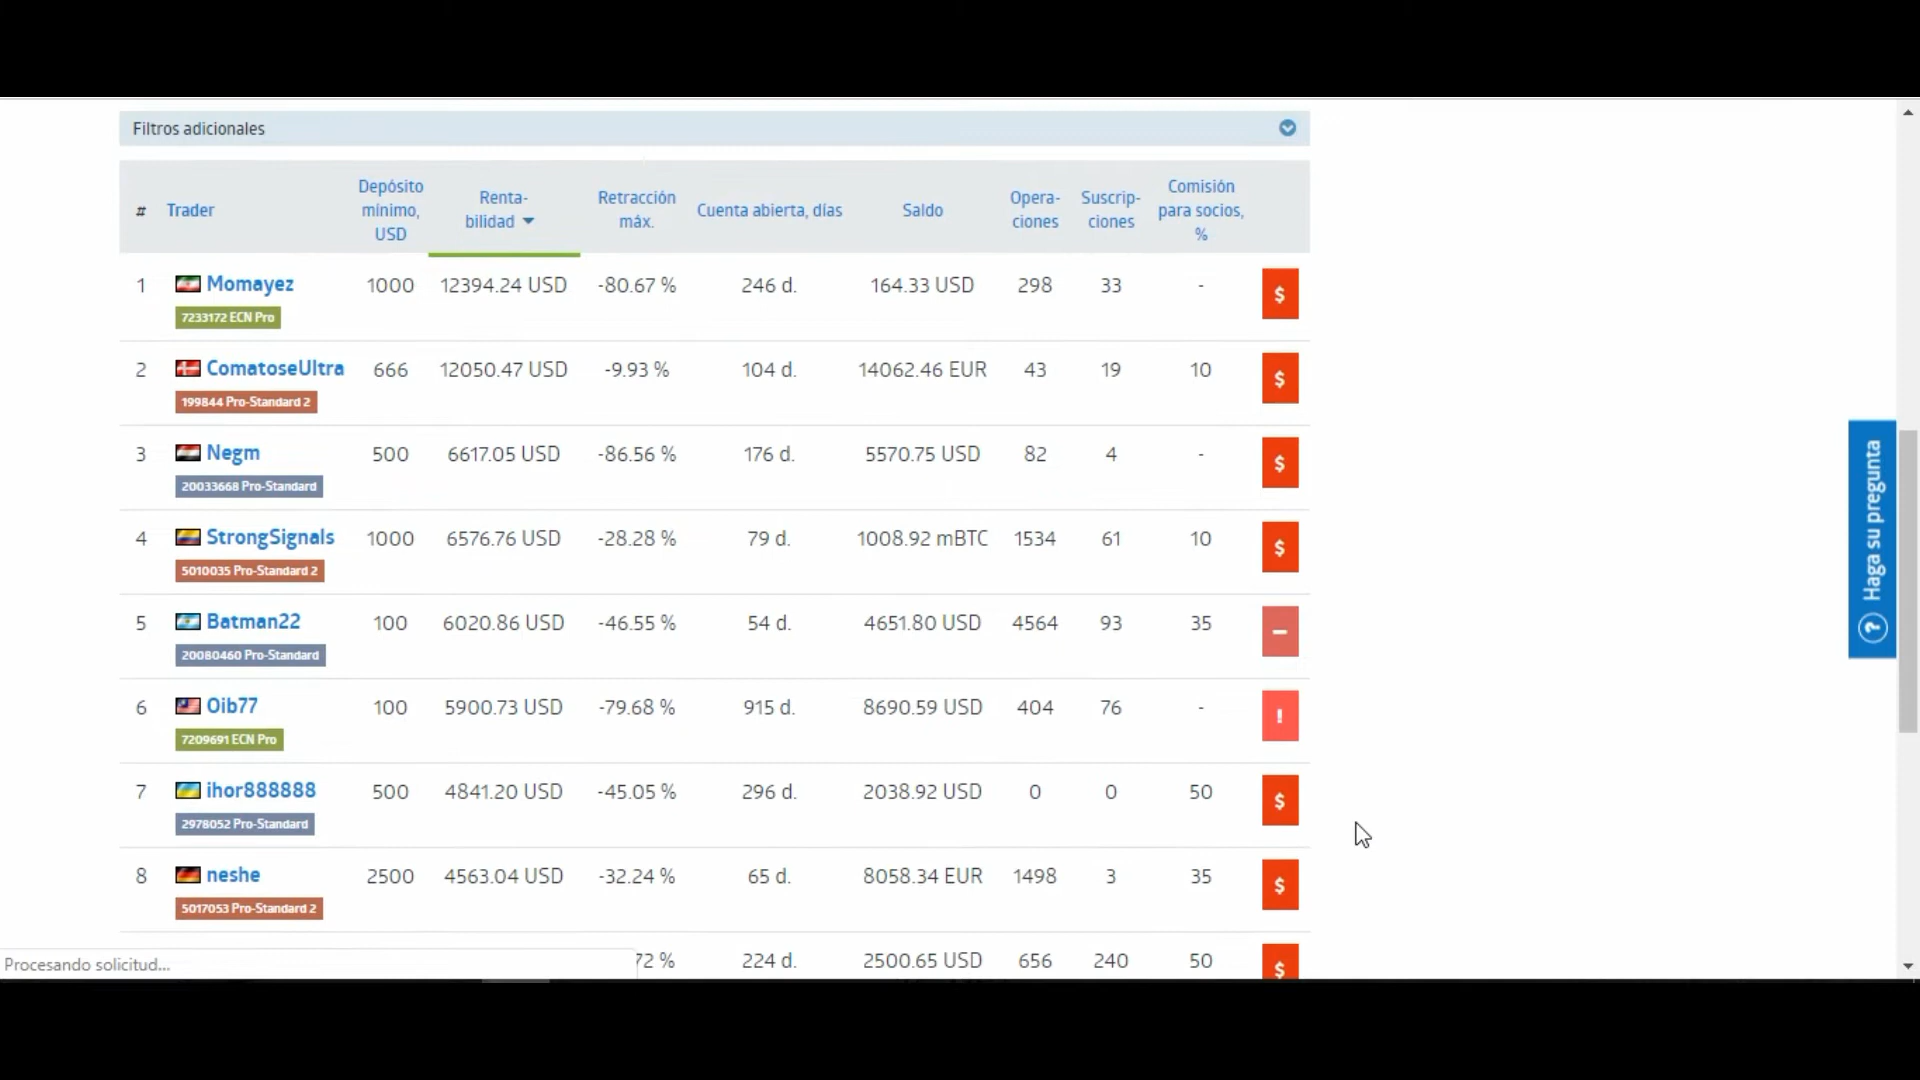 Filtros adicionales
# Trader Depósito mínimo, USD Renta-bilidad Retracción máx. Cuenta abierta, días Saldo Opera-ciones Suscrip-ciones Comisión para socios, %
1 Momayez 1000 12394.24 USD -80.67 % 246 d. 164.33 USD 298 33 - $
7233172 ECN Pro
2 ComatoseUltra 666 12050.47 USD -9.93 % 104 d. 14062.46 EUR 43 19 10 $
199844 Pro-Standard 2
3 Negm 500 6617.05 USD -86.56 % 176 d. 5570.75 USD 82 4 - $
20033668 Pro-Standard
4 StrongSignals 1000 6576.76 USD -28.28 % 79 d. 1008.92 mBTC 1534 61 10 $
5010035 Pro-Standard 2
5 Batman22 100 6020.86 USD -46.55 % 54 d. 4651.80 USD 4564 93 35 –
20080460 Pro-Standard
6 Oib77 100 5900.73 USD -79.68 % 915 d. 8690.59 USD 404 76 - !
7209691 ECN Pro
7 ihor888888 500 4841.20 USD -45.05 % 296 d. 2038.92 USD 0 0 50 $
2978052 Pro-Standard
8 neshe 2500 4563.04 USD -32.24 % 65 d. 8058.34 EUR 1498 3 35 $
5017053 Pro-Standard 2
72 % 224 d. 2500.65 USD 656 240 50 $
Procesando solicitud...
? Haga su pregunta